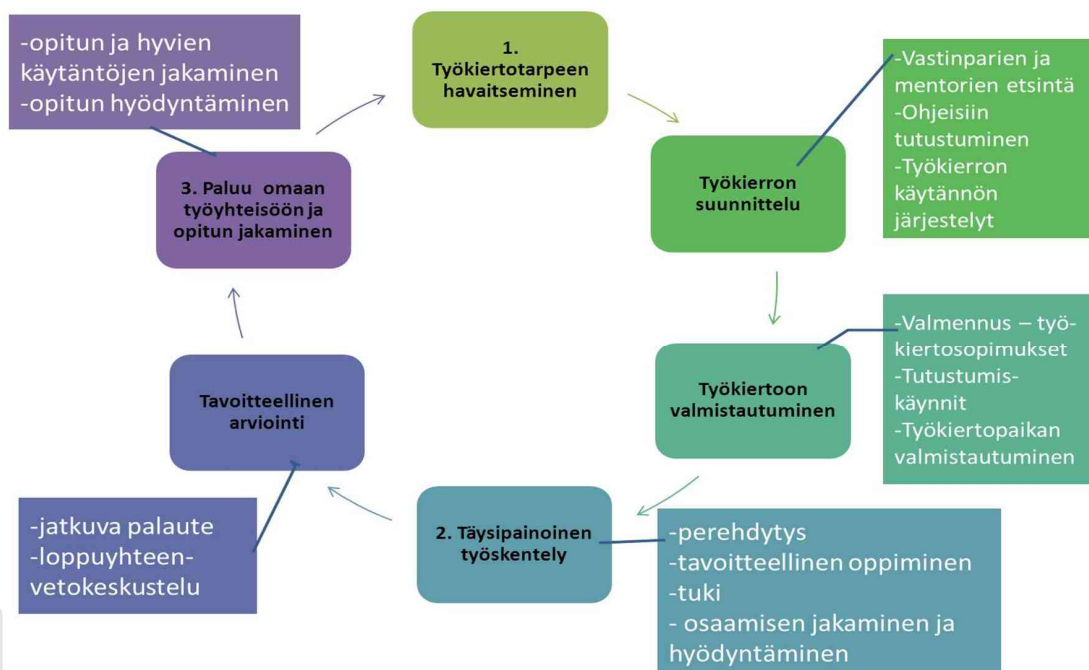 1.
Työkiertotarpeen
havaitseminen
-Vastinparien ja
mentorien etsintä
-Ohjeisiin
tutustuminen
-Työkierron
käytännön
järjestelyt
Työkierron
suunnittelu
-Valmennus – työ-
kiertosopimukset
-Tutustumis-
käynnit
-Työkiertopaikan
valmistautuminen
Työkiertoon
valmistautuminen
2. Täysipainoinen
työskentely
-perehdytys
-tavoitteellinen oppiminen
-tuki
- osaamisen jakaminen ja
hyödyntäminen
Tavoitteellinen
arviointi
-jatkuva palaute
-loppuyhteen-
vetokeskustelu
3. Paluu omaan
työyhteisöön ja
opitun jakaminen
-opitun ja hyvien
käytäntöjen jakaminen
-opitun hyödyntäminen